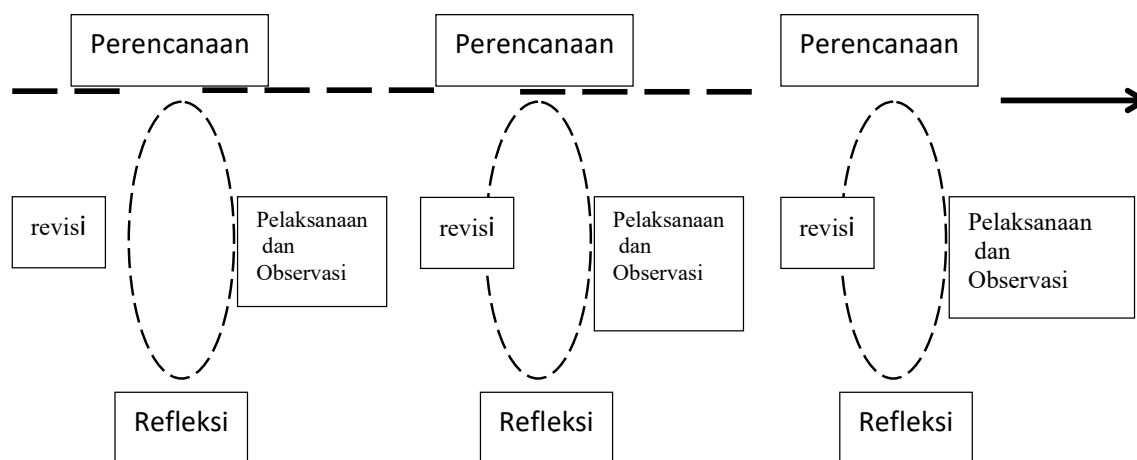 Perencanaan
Perencanaan
Perencanaan
revisi
Pelaksanaan
dan
Observasi
revisi
Pelaksanaan
dan
Observasi
revisi
Pelaksanaan
dan
Observasi
Refleksi
Refleksi
Refleksi